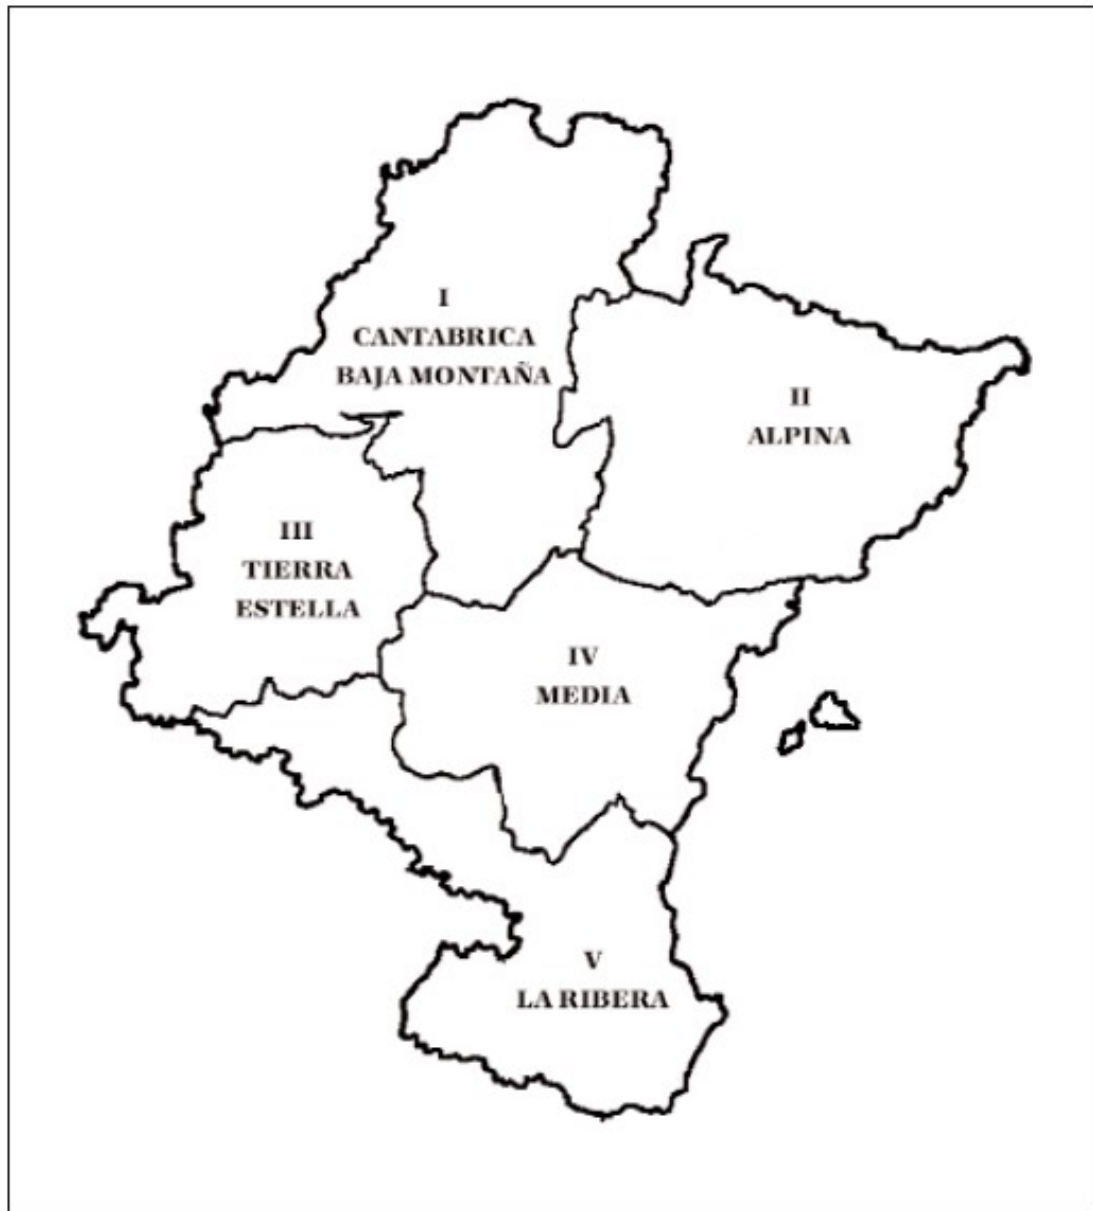 I
CANTABRICA
BAJA MONTAÑA
II
ALPINA
III
TIERRA
ESTELLA
IV
MEDIA
V
LA RIBERA